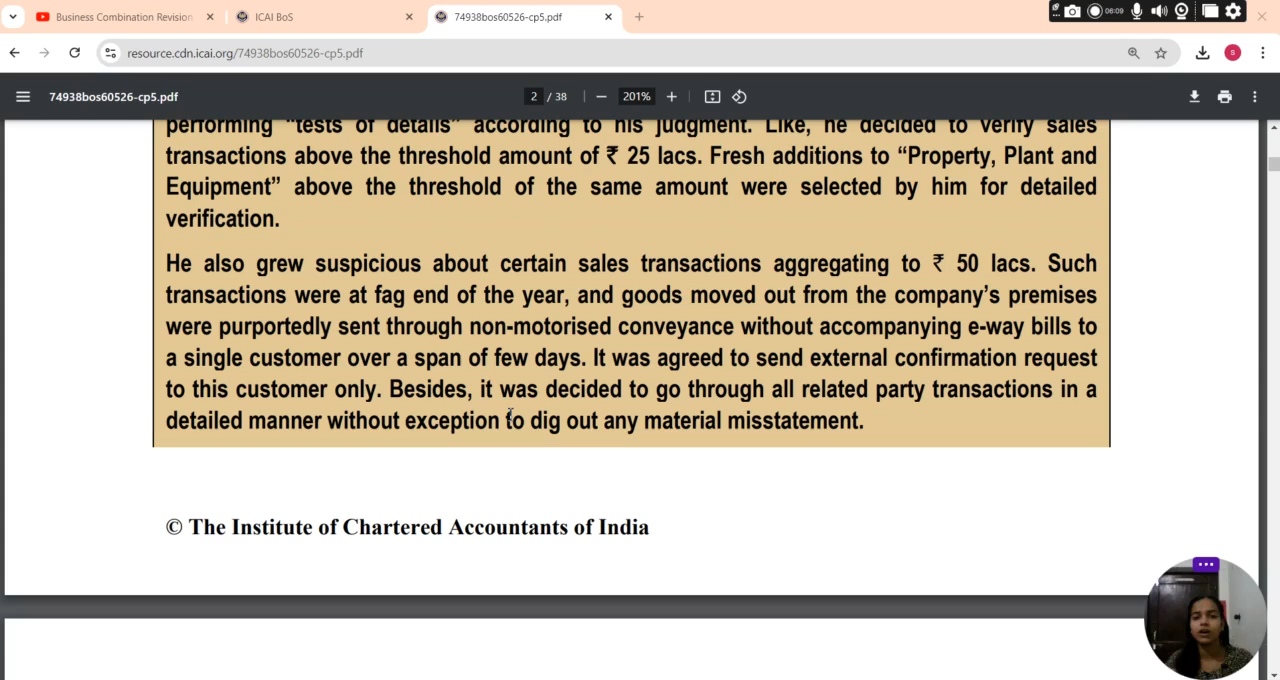 Business Combination Revision
ICAI BoS
74938bos60526-cp5.pdf
06:09
resource.cdn.icai.org/74938bos60526-cp5.pdf
S
74938bos60526-cp5.pdf
2 / 38
201%
performing “tests of details” according to his judgment. Like, he decided to verify sales
transactions above the threshold amount of ₹ 25 lacs. Fresh additions to “Property, Plant and
Equipment” above the threshold of the same amount were selected by him for detailed
verification.
He also grew suspicious about certain sales transactions aggregating to ₹ 50 lacs. Such
transactions were at fag end of the year, and goods moved out from the company’s premises
were purportedly sent through non-motorised conveyance without accompanying e-way bills to
a single customer over a span of few days. It was agreed to send external confirmation request
to this customer only. Besides, it was decided to go through all related party transactions in a
detailed manner without exception to dig out any material misstatement.
© The Institute of Chartered Accountants of India